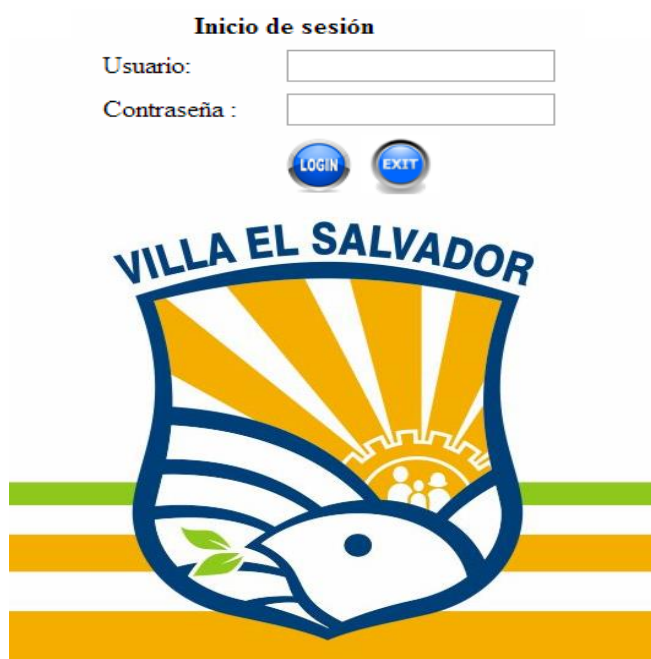 Inicio de sesión
Usuario:
Contraseña :
LOGIN EXIT
VILLA EL SALVADOR